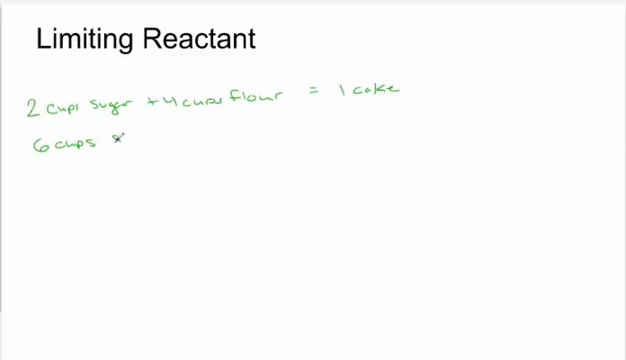 Limiting Reactant
2 cups sugar + 4 cups flour = 1 cake
6 cups s